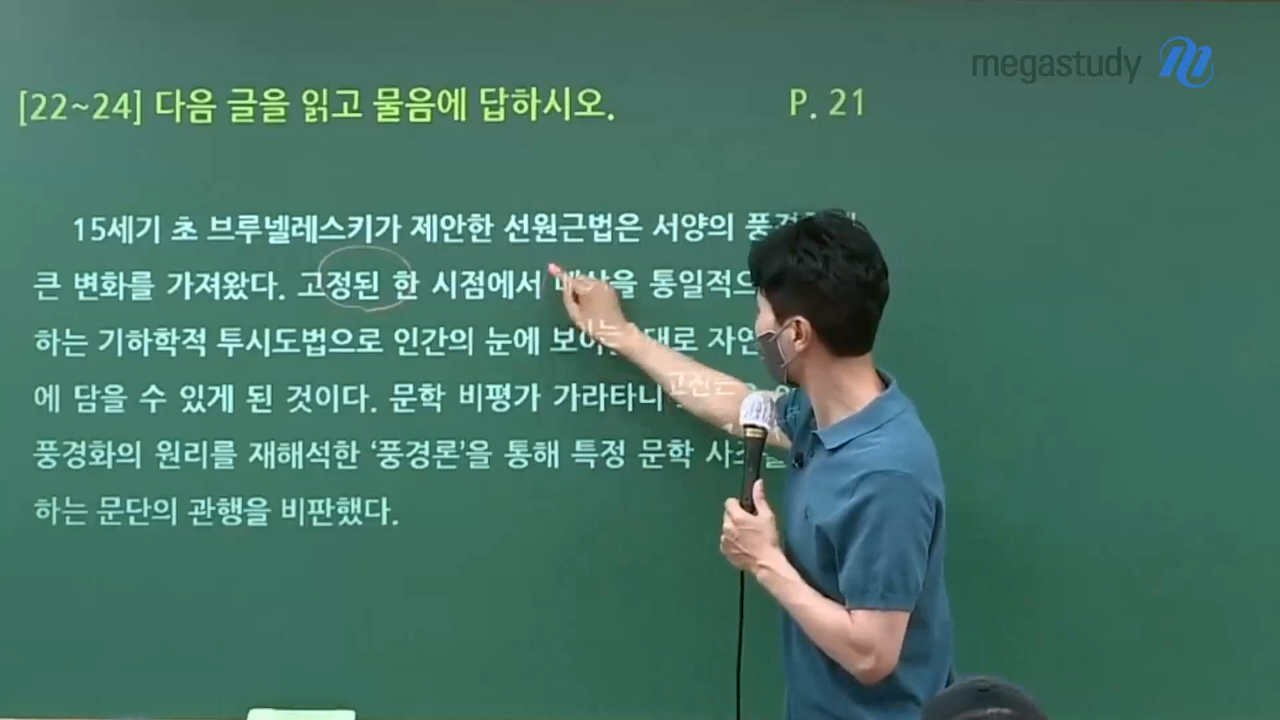 megastudy
[22~24] 다음 글을 읽고 물음에 답하시오. P. 21
15세기 초 브루넬레스키가 제안한 선원근법은 서양의
큰 변화를 가져왔다. 고정된 한 시점에서 통일적으
하는 기하학적 투시도법으로 인간의 눈에 보이는 대로
에 담을 수 있게 된 것이다. 문학 비평가 가라타니 고진은
풍경화의 원리를 재해석한 ‘풍경론’을 통해 특정 문학
하는 문단의 관행을 비판했다.